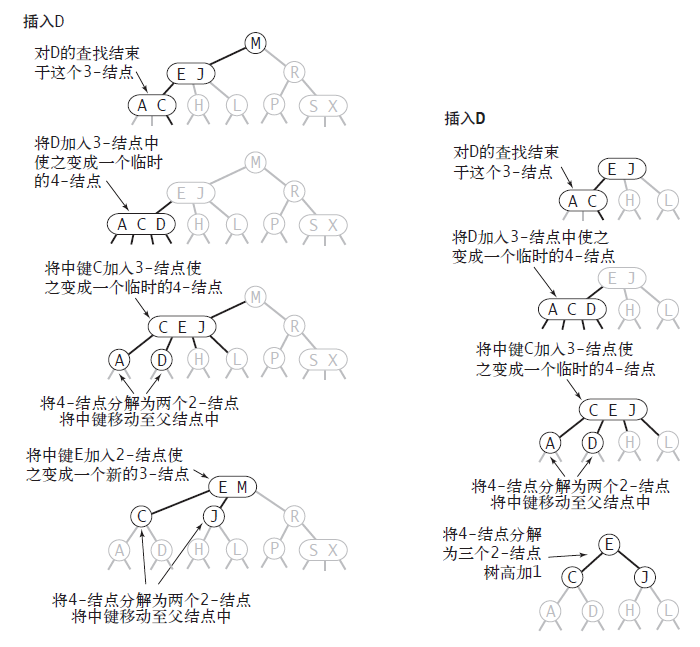 插入D
对D的查找结束
于这个3-结点
M
E J
R
A C
H
L
P
S X
将D加入3-结点中
使之变成一个临时
的4-结点
M
E J
R
A C D
H
L
P
S X
将中键C加入3-结点使
之变成一个临时的4-结点
M
C E J
R
A
D
H
L
P
S X
将4-结点分解为两个2-结点
将中键移动至父结点中
将中键E加入2-结点使
之变成一个新的3-结点
E M
C
J
R
A
D
H
L
P
S X
将4-结点分解为两个2-结点
将中键移动至父结点中
插入D
对D的查找结束
于这个3-结点
E J
A C
H
L
将D加入3-结点中使之
变成一个临时的4-结点
E J
A C D
H
L
将中键C加入3-结点使
之变成一个临时的4-结点
C E J
A
D
H
L
将4-结点分解为两个2-结点
将中键移动至父结点中
将4-结点分解
为三个2-结点
树高加1
E
C
J
A
D
H
L